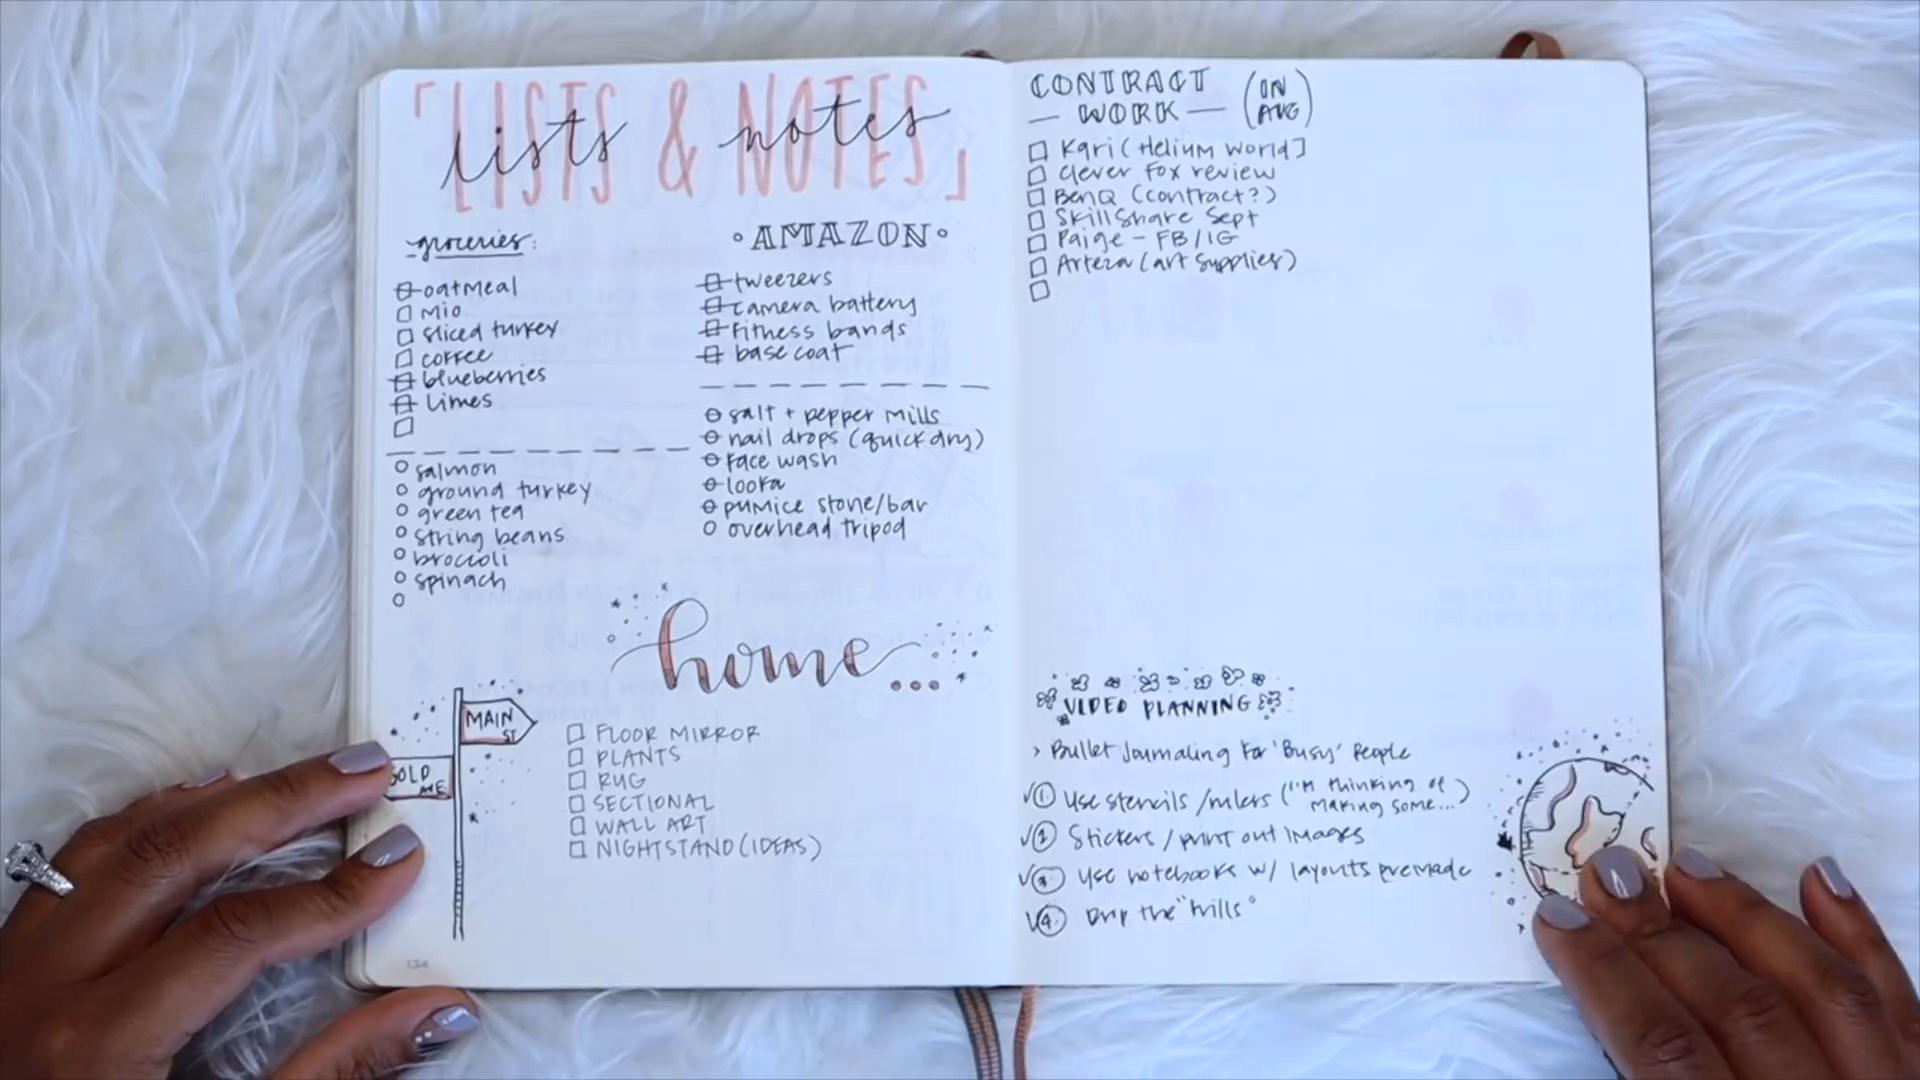 「LISTS & NOTES」
lists notes
groceries:
oatmeal
Mio
sliced turkey
coffee
blueberries
limes
salmon
ground turkey
green tea
string beans
broccoli
spinach
AMAZON
tweezers
camera battery
fitness bands
base coat
salt + pepper mills
nail drops (quick dry)
face wash
loofa
pumice stone/bar
overhead tripod
home...
MAIN ST
GOLD AVE
FLOOR MIRROR
PLANTS
RUG
SECTIONAL
WALL ART
NIGHTSTAND (IDEAS)
134
CONTRACT
— WORK — (IN AUG)
Kari (Helium World]
Clever Fox review
BenQ (contract?)
SkillShare Sept
Paige - FB/IG
Arteza (art supplies)
VIDEO PLANNING
> Bullet Journaling for 'Busy' People
1. Use stencils/rulers (I'm thinking of making some...)
2 Stickers / print out images
3 Use notebooks w/ layouts premade
4. Drop the "frills"